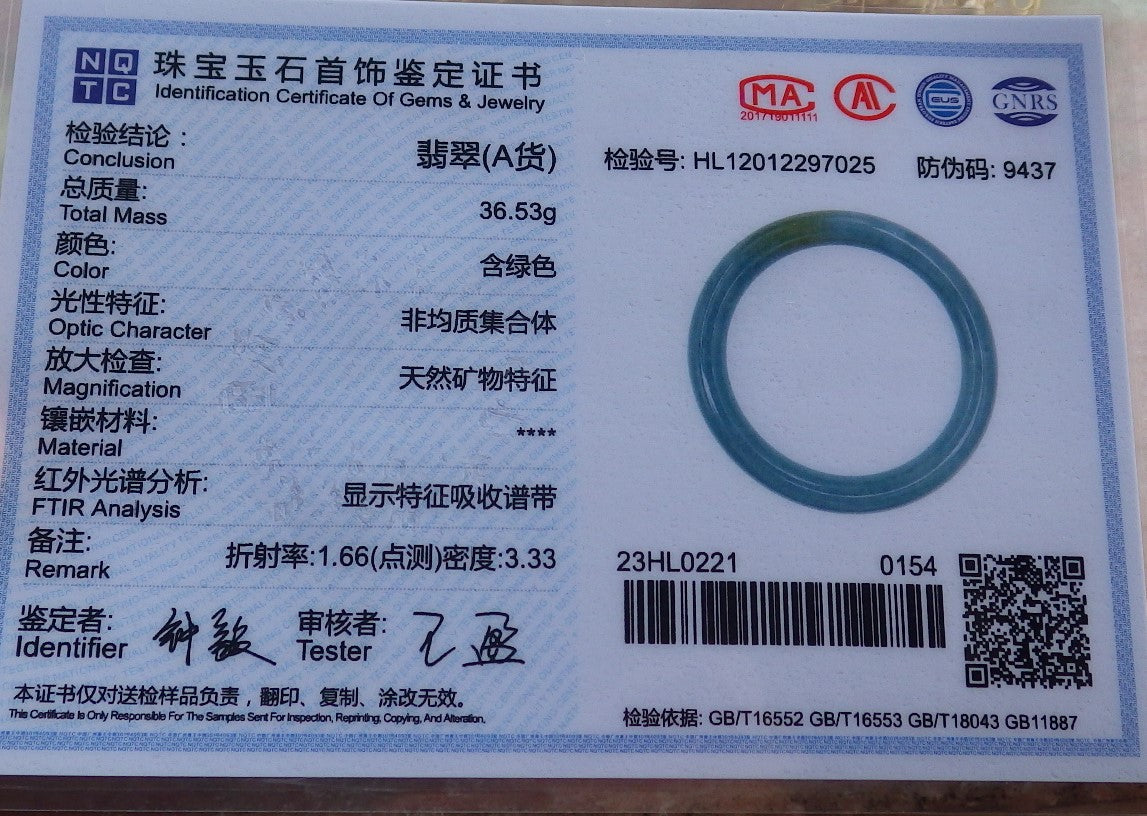 NQTC
珠宝玉石首饰鉴定证书
Identification Certificate Of Gems & Jewelry
检验结论:
Conclusion
翡翠(A货)
总质量:
Total Mass
36.53g
颜色:
Color
含绿色
光性特征:
Optic Character
非均质集合体
放大检查:
Magnification
天然矿物特征
镶嵌材料:
Material
****
红外光谱分析:
FTIR Analysis
显示特征吸收谱带
备注:
Remark
折射率:1.66(点测)密度:3.33
鉴定者:
Identifier
审核者:
Tester
本证书仅对送检样品负责，翻印、复制、涂改无效。
This Certificate Is Only Responsible For The Samples Sent For Inspection, Reprinting, Copying, And Alteration.
MA
GNRS
检验号: HL12012297025
防伪码: 9437
23HL0221
0154
检验依据: GB/T16552 GB/T16553 GB/T18043 GB11887